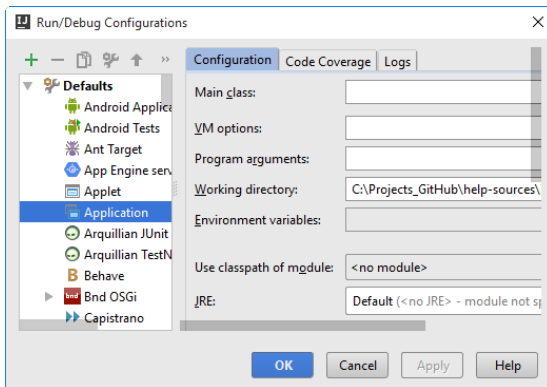 Run/Debug Configurations
Defaults
Android Applica
Android Tests
Ant Target
App Engine serv
Applet
Application
Arquillian JUnit
Arquillian TestN
Behave
bnd Bnd OSGi
Capistrano
Configuration Code Coverage Logs
Main class:
VM options:
Program arguments:
Working directory: C:\Projects_GitHub\help-sources\
Environment variables:
Use classpath of module: <no module>
JRE: Default (<no JRE> - module not sp
OK Cancel Apply Help